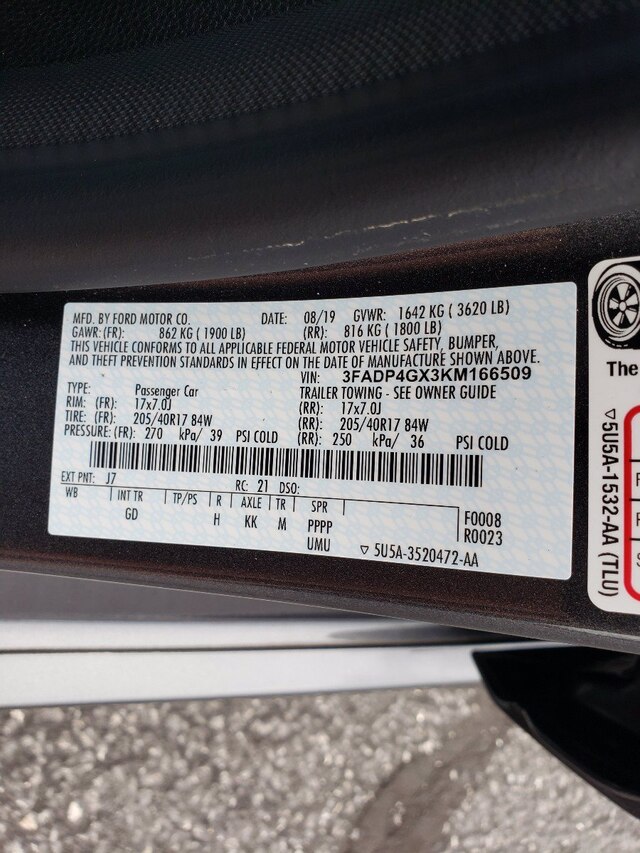 MFD. BY FORD MOTOR CO. DATE: 08/19 GVWR: 1642 KG ( 3620 LB)
GAWR: (FR): 862 KG ( 1900 LB) (RR): 816 KG ( 1800 LB)
THIS VEHICLE CONFORMS TO ALL APPLICABLE FEDERAL MOTOR VEHICLE SAFETY, BUMPER,
AND THEFT PREVENTION STANDARDS IN EFFECT ON THE DATE OF MANUFACTURE SHOWN ABOVE.
VIN: 3FADP4GX3KM166509
TYPE: Passenger Car TRAILER TOWING - SEE OWNER GUIDE
RIM: (FR): 17x7.0J (RR): 17x7.0J
TIRE: (FR): 205/40R17 84W (RR): 205/40R17 84W
PRESSURE: (FR): 270 kPa/ 39 PSI COLD (RR): 250 kPa/ 36 PSI COLD
EXT PNT: J7 RC: 21 DSO:
WB INT TR TP/PS R AXLE TR SPR F0008
GD H KK M PPPP R0023
UMU ▽ 5U5A-3520472-AA
The
▽5U5A-1532-AA (TLU)